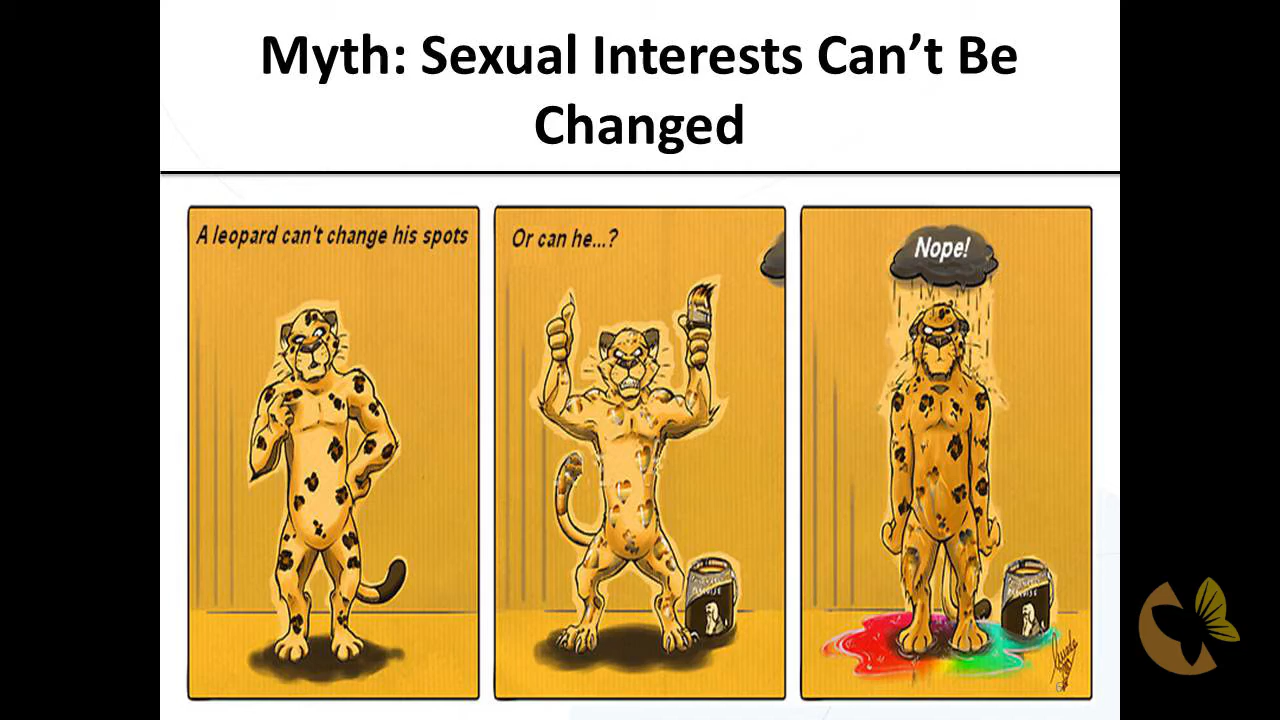 Myth: Sexual Interests Can’t Be
Changed
A leopard can't change his spots
Or can he...?
Nope!